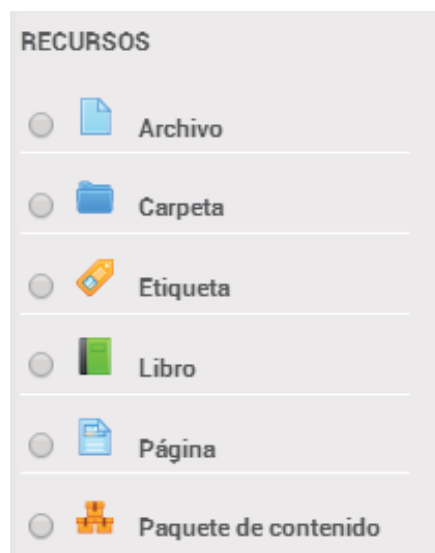 RECURSOS
Archivo
Carpeta
Etiqueta
Libro
Página
Paquete de contenido